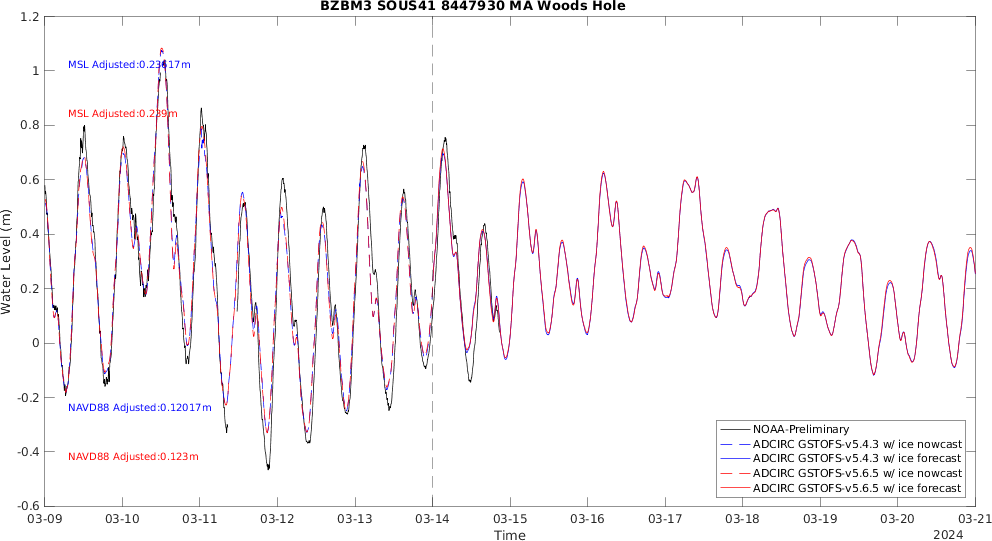 BZBM3 SOUS41 8447930 MA Woods Hole
1.2
1
0.8
0.6
0.4
0.2
0
-0.2
-0.4
-0.6
Water Level (m)
MSL Adjusted:0.23617m
MSL Adjusted:0.239m
NAVD88 Adjusted:0.12017m
NAVD88 Adjusted:0.123m
NOAA-Preliminary
ADCIRC GSTOFS-v5.4.3 w/ ice nowcast
ADCIRC GSTOFS-v5.4.3 w/ ice forecast
ADCIRC GSTOFS-v5.6.5 w/ ice nowcast
ADCIRC GSTOFS-v5.6.5 w/ ice forecast
03-09 03-10 03-11 03-12 03-13 03-14 03-15 03-16 03-17 03-18 03-19 03-20 03-21
Time
2024